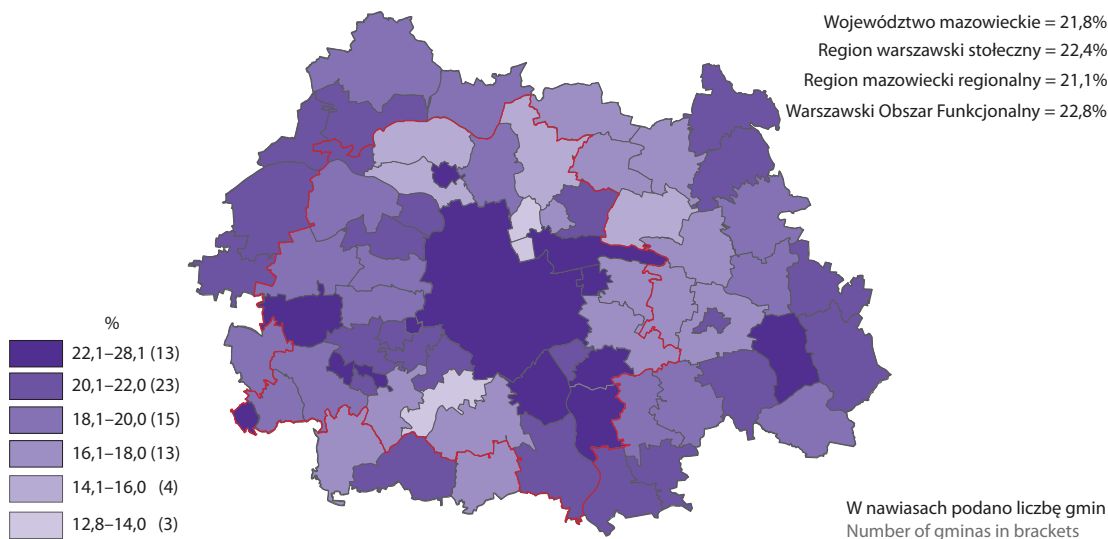 Województwo mazowieckie = 21,8%
Region warszawski stołeczny = 22,4%
Region mazowiecki regionalny = 21,1%
Warszawski Obszar Funkcjonalny = 22,8%
%
22,1–28,1 (13)
20,1–22,0 (23)
18,1–20,0 (15)
16,1–18,0 (13)
14,1–16,0 (4)
12,8–14,0 (3)
W nawiasach podano liczbę gmin
Number of gminas in brackets